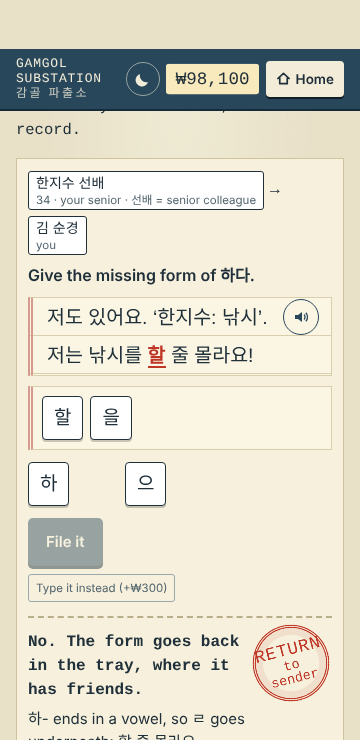 GAMGOL
SUBSTATION
감골 파출소
₩98,100
Home
record.
한지수 선배
34 · your senior · 선배 = senior colleague
→
김 순경
you
Give the missing form of 하다.
저도 있어요. ‘한지수: 낚시’.
저는 낚시를 할 줄 몰라요!
할 을
하 으
File it
Type it instead (+₩300)
No. The form goes back
in the tray, where it
has friends.
RETURN
to
sender
하- ends in a vowel, so ㄹ goes